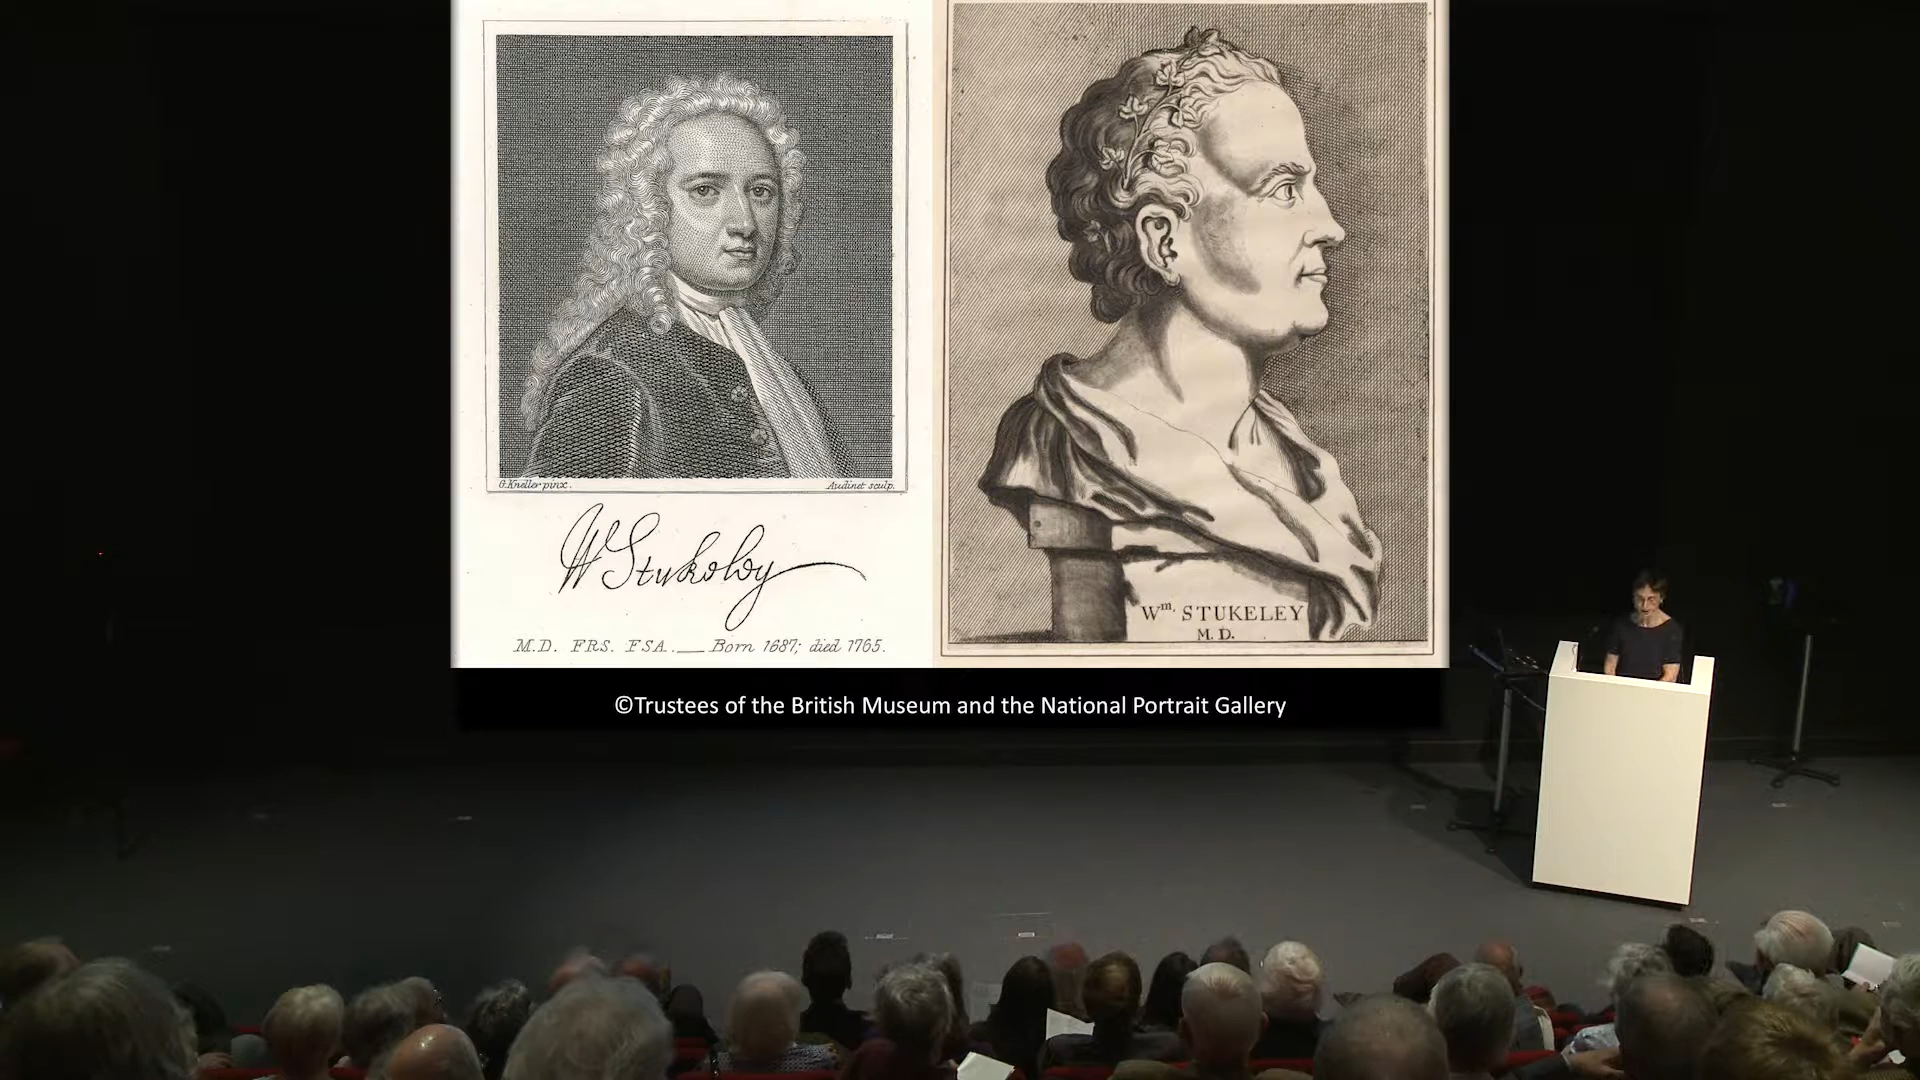 G. Kneller pinx.
Audinet sculp.
W Stukeley
M.D. FRS. FSA. — Born 1687; died 1765.
Wm. STUKELEY
M. D.
©Trustees of the British Museum and the National Portrait Gallery